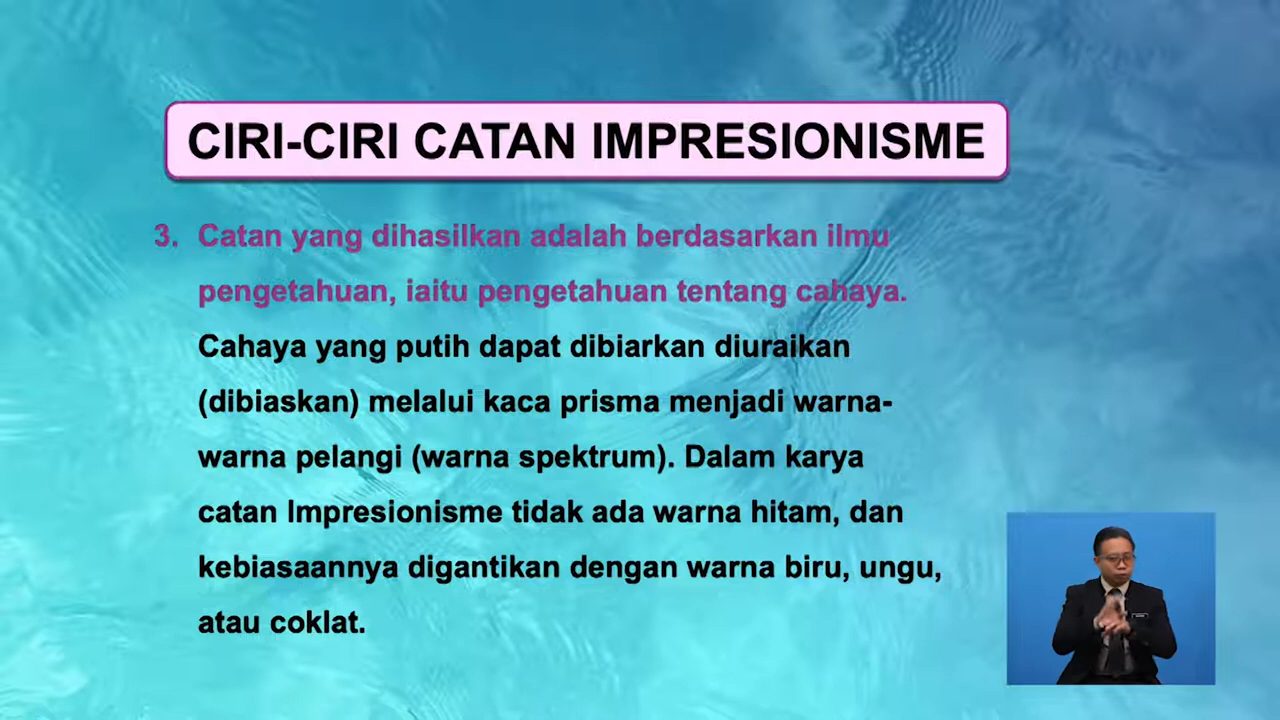 CIRI-CIRI CATAN IMPRESIONISME
3. Catan yang dihasilkan adalah berdasarkan ilmu
pengetahuan, iaitu pengetahuan tentang cahaya.
Cahaya yang putih dapat dibiarkan diuraikan
(dibiaskan) melalui kaca prisma menjadi warna-
warna pelangi (warna spektrum). Dalam karya
catan Impresionisme tidak ada warna hitam, dan
kebiasaannya digantikan dengan warna biru, ungu,
atau coklat.